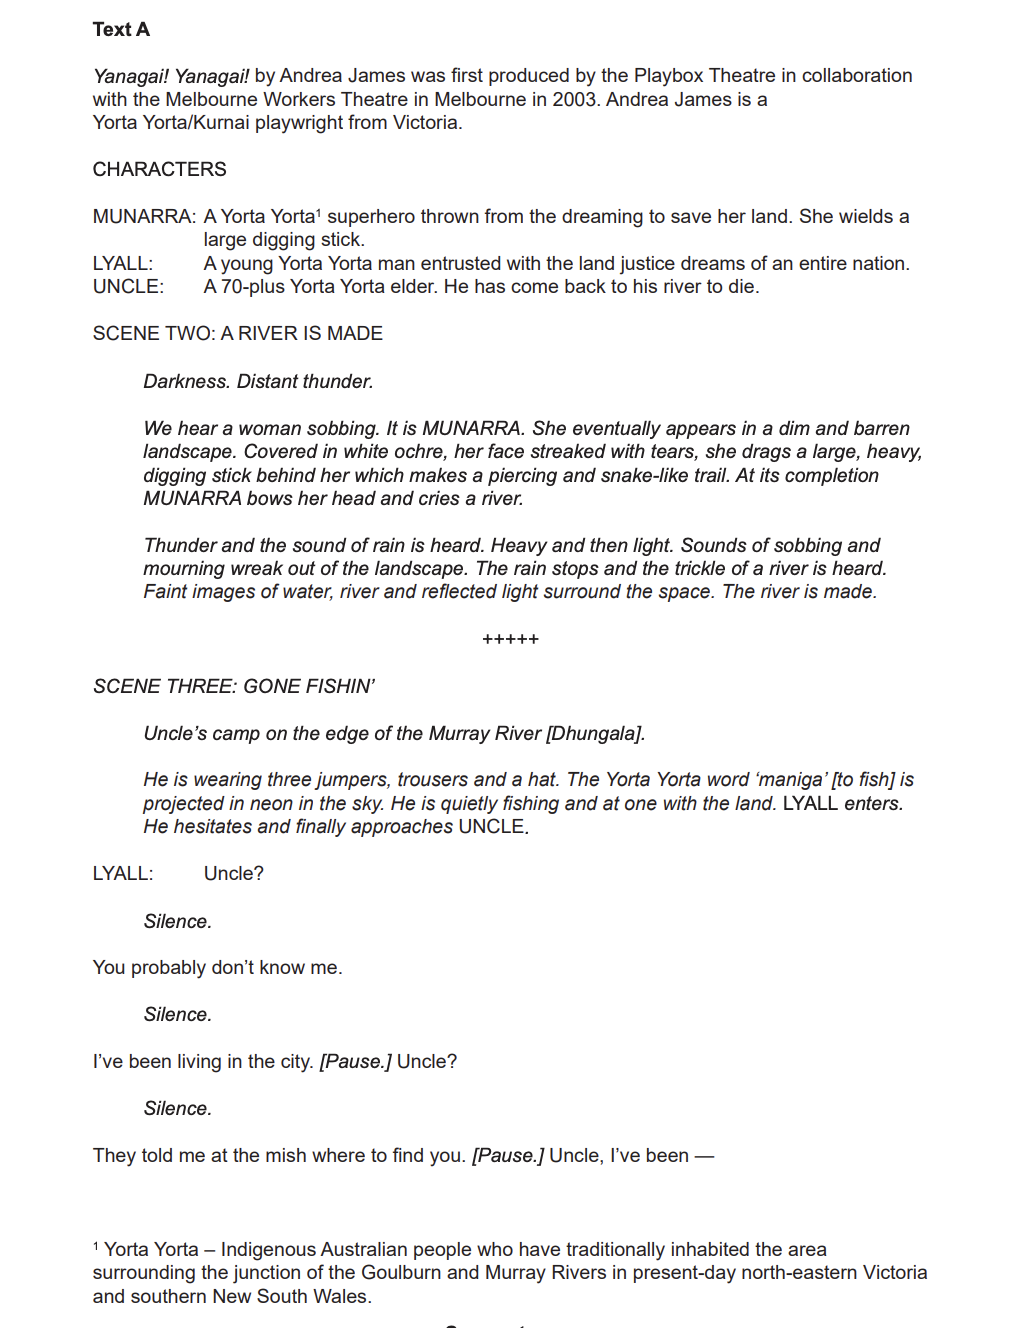 Text A
Yanagai! Yanagai! by Andrea James was first produced by the Playbox Theatre in collaboration
with the Melbourne Workers Theatre in Melbourne in 2003. Andrea James is a
Yorta Yorta/Kurnai playwright from Victoria.
CHARACTERS
MUNARRA: A Yorta Yorta¹ superhero thrown from the dreaming to save her land. She wields a
large digging stick.
LYALL: A young Yorta Yorta man entrusted with the land justice dreams of an entire nation.
UNCLE: A 70-plus Yorta Yorta elder. He has come back to his river to die.
SCENE TWO: A RIVER IS MADE
Darkness. Distant thunder.
We hear a woman sobbing. It is MUNARRA. She eventually appears in a dim and barren
landscape. Covered in white ochre, her face streaked with tears, she drags a large, heavy,
digging stick behind her which makes a piercing and snake-like trail. At its completion
MUNARRA bows her head and cries a river.
Thunder and the sound of rain is heard. Heavy and then light. Sounds of sobbing and
mourning wreak out of the landscape. The rain stops and the trickle of a river is heard.
Faint images of water, river and reflected light surround the space. The river is made.
+++++
SCENE THREE: GONE FISHIN’
Uncle’s camp on the edge of the Murray River [Dhungala].
He is wearing three jumpers, trousers and a hat. The Yorta Yorta word ‘maniga’ [to fish] is
projected in neon in the sky. He is quietly fishing and at one with the land. LYALL enters.
He hesitates and finally approaches UNCLE.
LYALL: Uncle?
Silence.
You probably don’t know me.
Silence.
I’ve been living in the city. [Pause.] Uncle?
Silence.
They told me at the mish where to find you. [Pause.] Uncle, I’ve been —
¹ Yorta Yorta – Indigenous Australian people who have traditionally inhabited the area
surrounding the junction of the Goulburn and Murray Rivers in present-day north-eastern Victoria
and southern New South Wales.